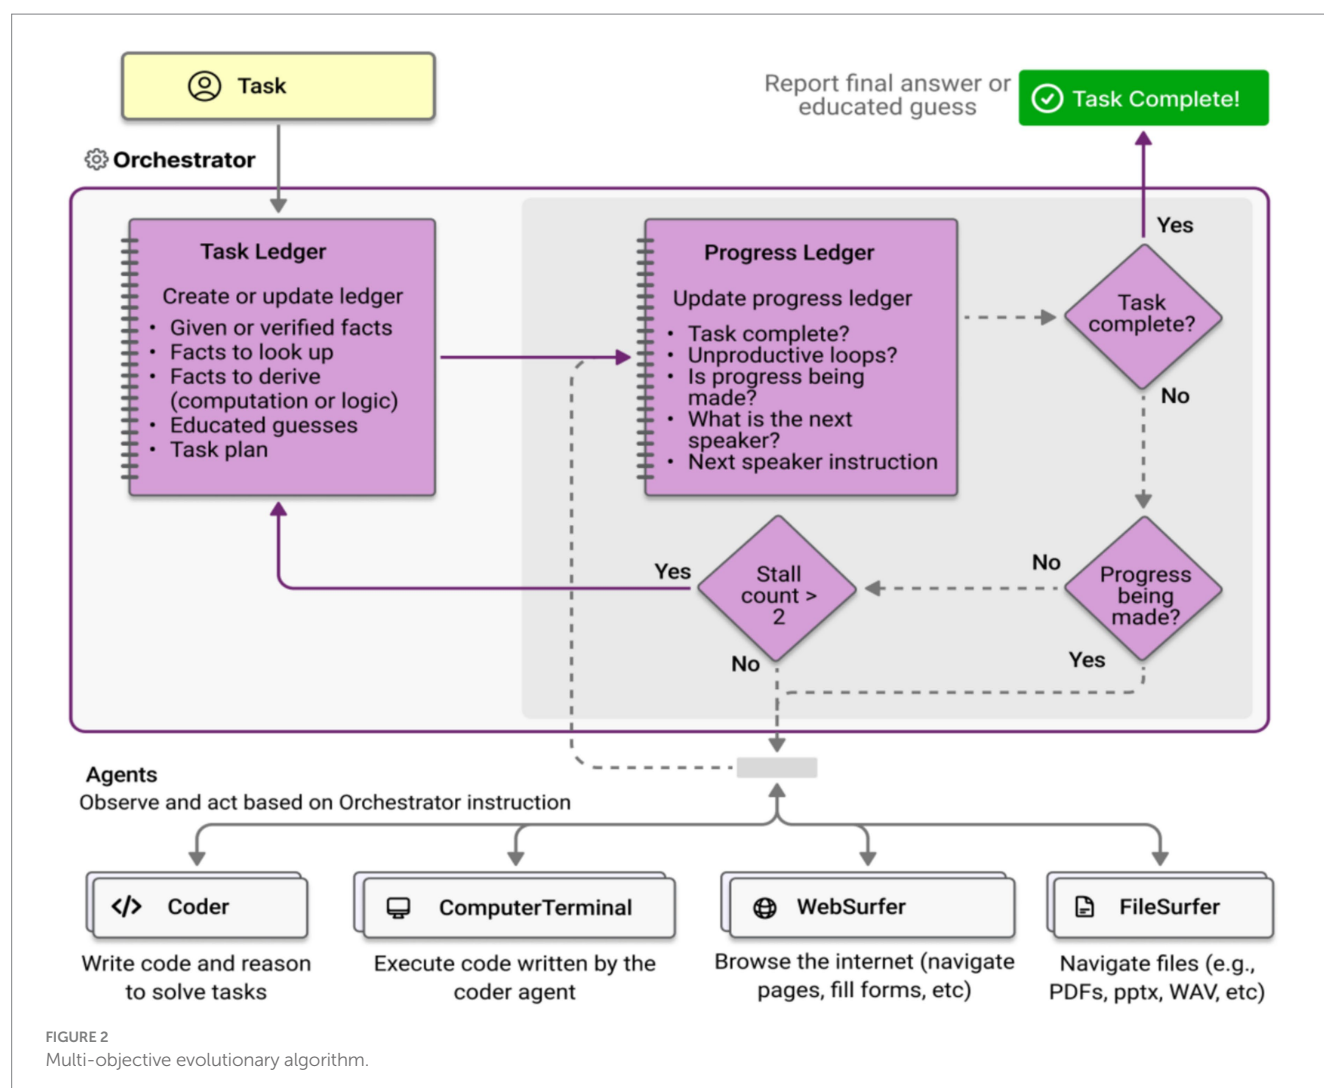 Task
Report final answer or
educated guess
Task Complete!
Orchestrator
Task Ledger
Create or update ledger
• Given or verified facts
• Facts to look up
• Facts to derive
(computation or logic)
• Educated guesses
• Task plan
Progress Ledger
Update progress ledger
• Task complete?
• Unproductive loops?
• Is progress being
made?
• What is the next
speaker?
• Next speaker instruction
Yes
Task
complete?
No
Progress
being
made?
No
Yes
Stall
count >
2
Yes
No
Agents
Observe and act based on Orchestrator instruction
</> Coder
Write code and reason
to solve tasks
ComputerTerminal
Execute code written by the
coder agent
WebSurfer
Browse the internet (navigate
pages, fill forms, etc)
FileSurfer
Navigate files (e.g.,
PDFs, pptx, WAV, etc)
FIGURE 2
Multi-objective evolutionary algorithm.